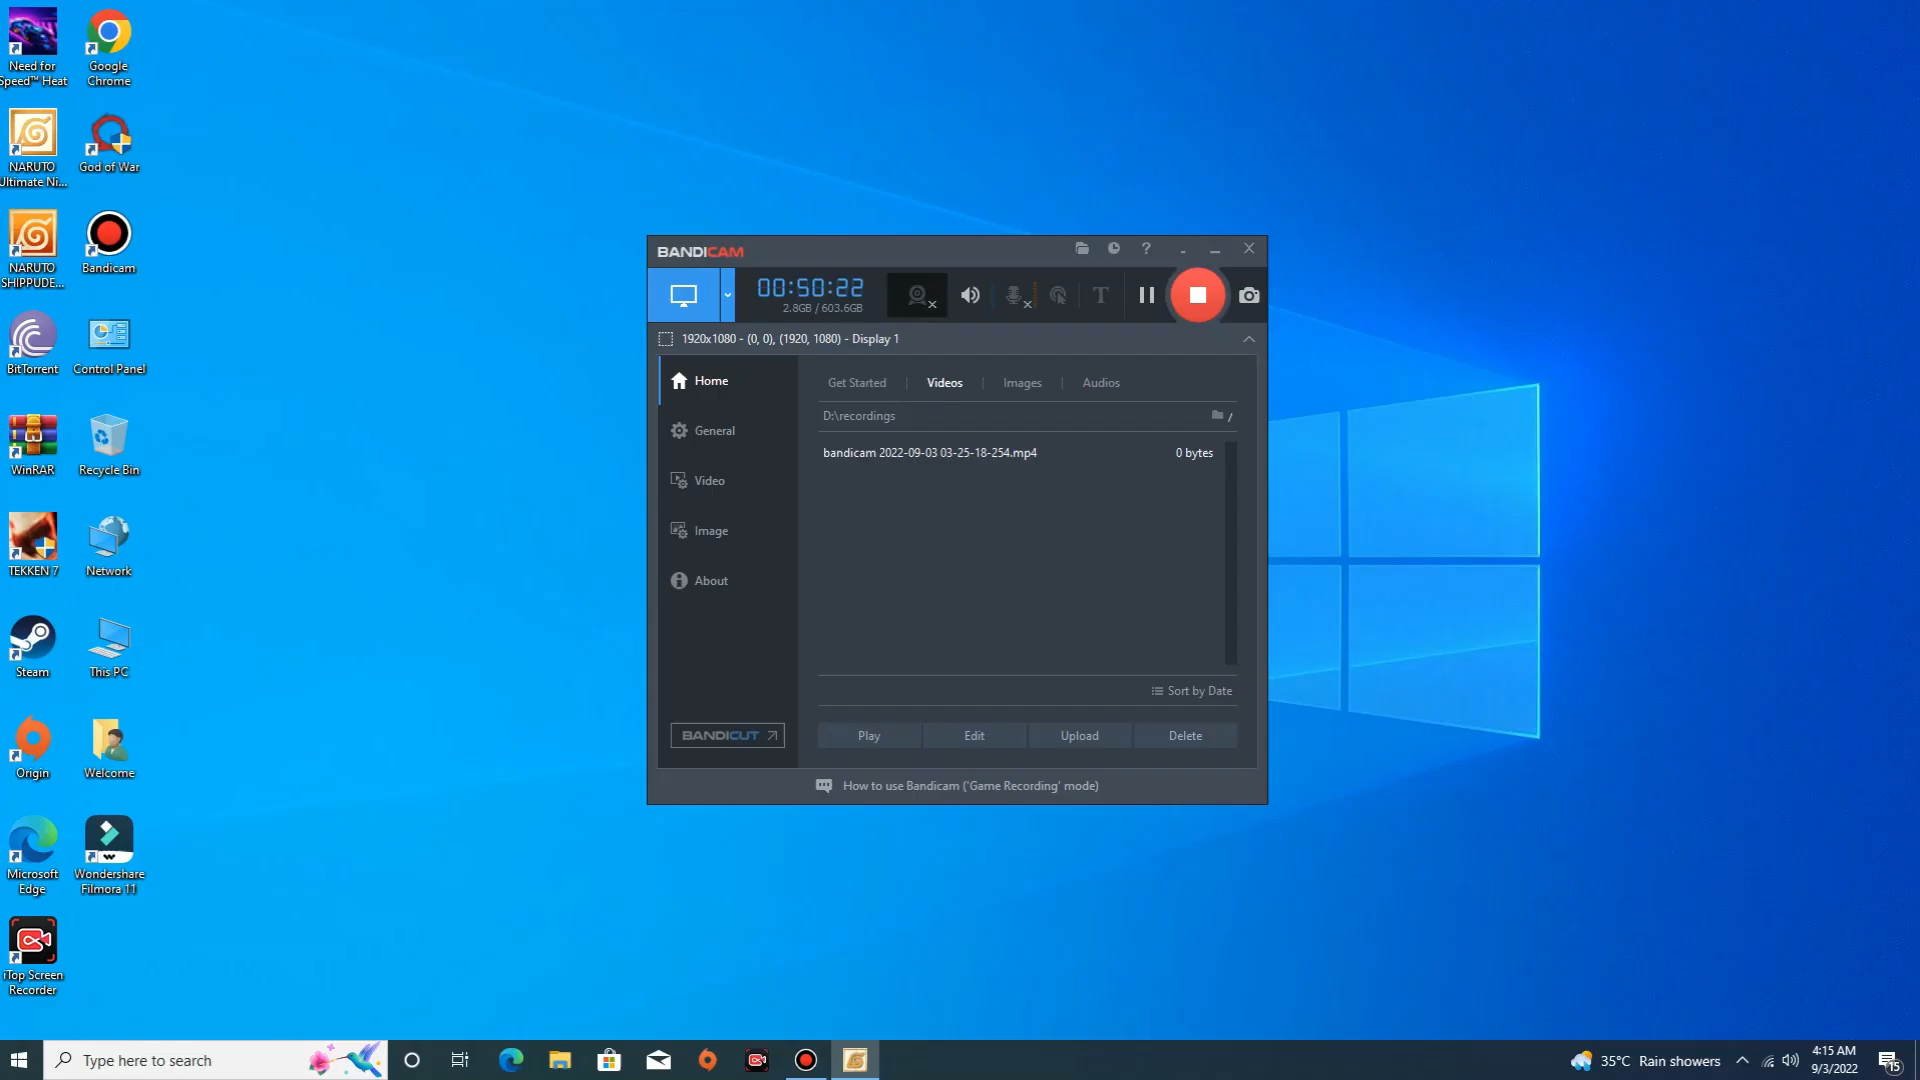 Need for
Speed™ Heat
Google
Chrome
NARUTO
Ultimate Ni...
God of War
NARUTO
SHIPPUDE...
Bandicam
BitTorrent
Control Panel
WinRAR
Recycle Bin
TEKKEN 7
Network
Steam
This PC
Origin
Welcome
Microsoft
Edge
Wondershare
Filmora 11
iTop Screen
Recorder
BANDICAM
?
00:50:22
2.8GB / 603.6GB
T
1920x1080 - (0, 0), (1920, 1080) - Display 1
Home
General
Video
Image
About
BANDICUT
Get Started
Videos
Images
Audios
D:\recordings
/
bandicam 2022-09-03 03-25-18-254.mp4
0 bytes
Sort by Date
Play
Edit
Upload
Delete
How to use Bandicam ('Game Recording' mode)
Type here to search
35°C Rain showers
4:15 AM
9/3/2022
15